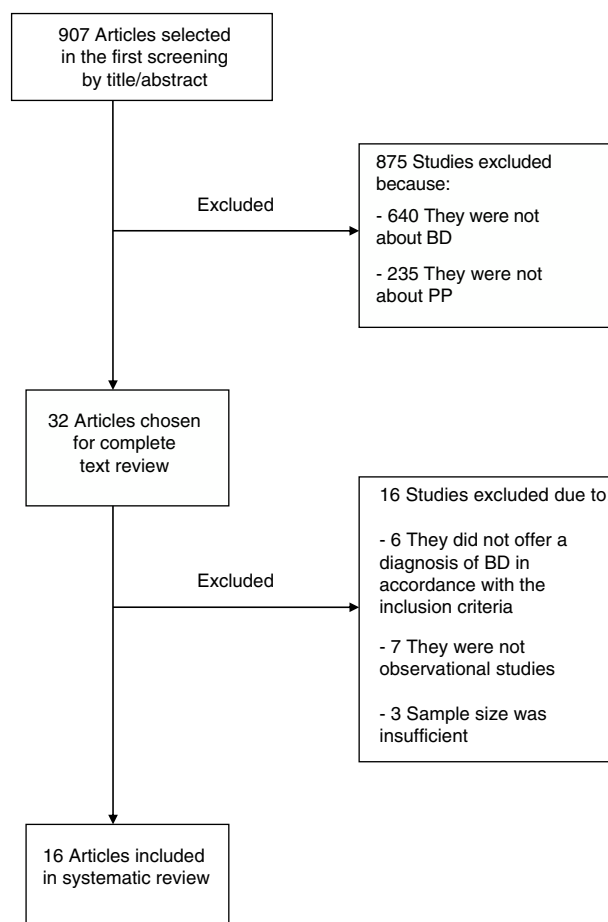 907 Articles selected
in the first screening
by title/abstract
875 Studies excluded
because:
- 640 They were not
about BD
- 235 They were not
about PP
Excluded
32 Articles chosen
for complete
text review
16 Studies excluded due to
- 6 They did not offer a
diagnosis of BD in
accordance with the
inclusion criteria
- 7 They were not
observational studies
- 3 Sample size was
insufficient
Excluded
16 Articles included
in systematic review